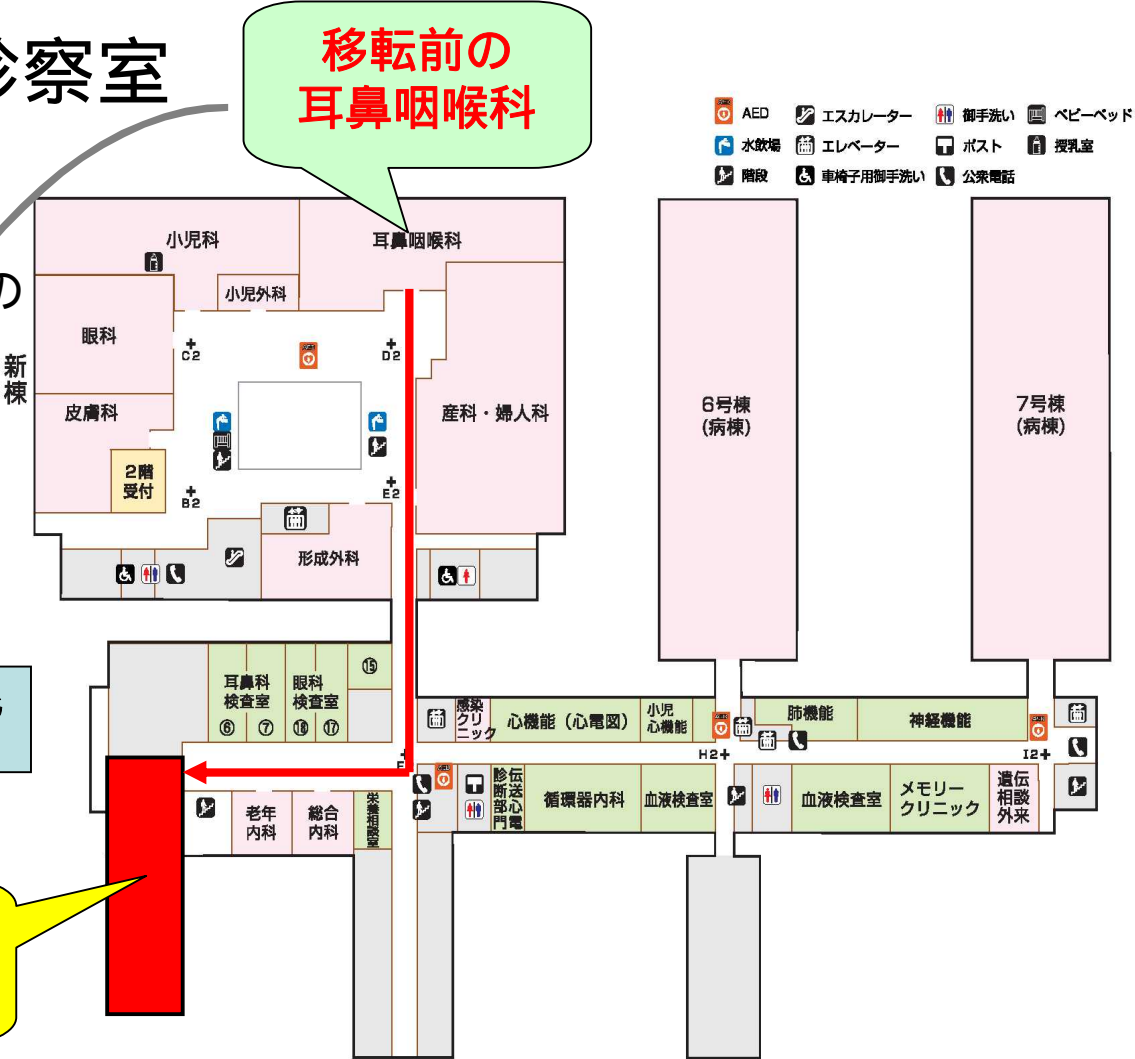 診察室
移転前の
耳鼻咽喉科
AED
エスカレーター
御手洗い
ベビーベッド
水飲場
エレベーター
ポスト
授乳室
階段
車椅子用御手洗い
公衆電話
小児科
耳鼻咽喉科
小児外科
の
新棟
眼科
C2
D2
皮膚科
産科・婦人科
6号棟
(病棟)
7号棟
(病棟)
2階
受付
B2
E2
形成外科
耳鼻科
検査室
⑥
⑦
眼科
検査室
⑯
⑰
⑮
感染
クリ
ニック
心機能（心電図）
小児
心機能
肺機能
神経機能
H2
I2
老年
内科
総合
内科
栄養相談室
伝送心電
診断部門
循環器内科
血液検査室
血液検査室
メモリー
クリニック
遺伝
相談
外来